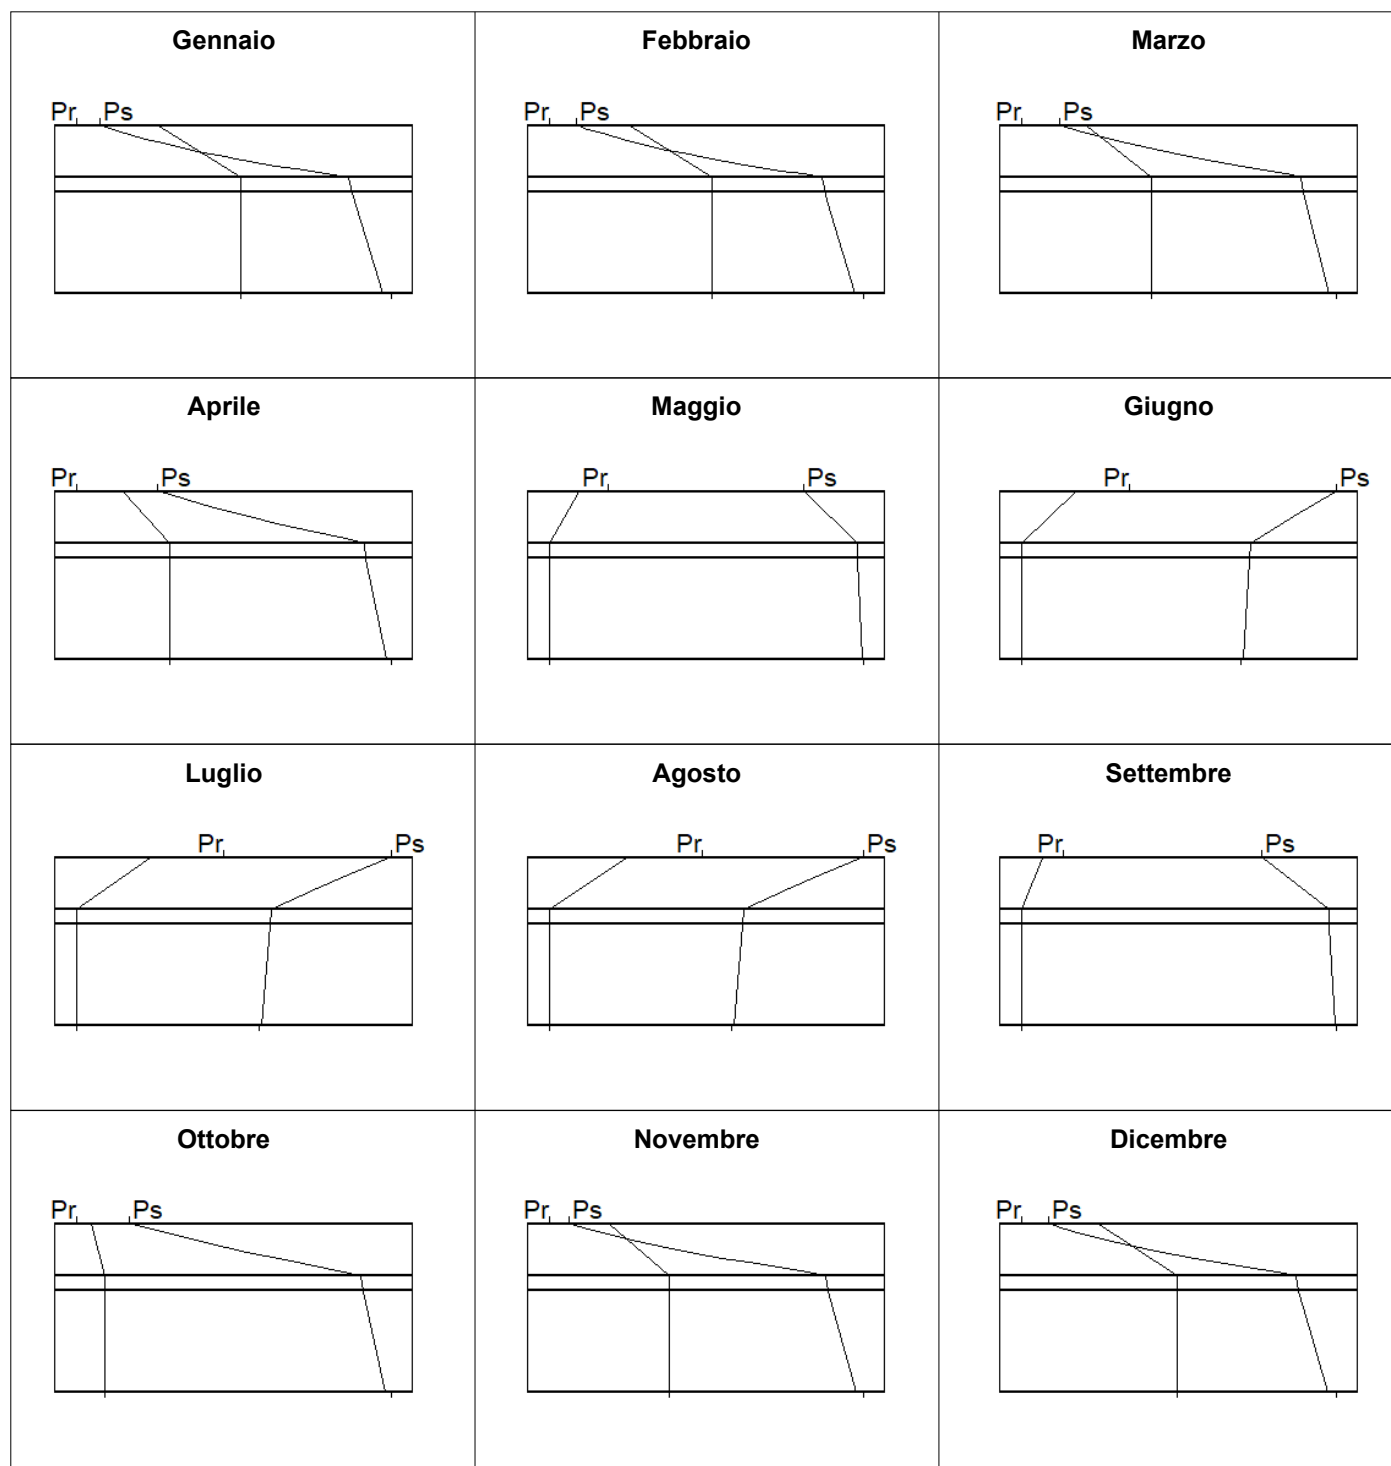 Gennaio Febbraio Marzo
Pr Ps Pr Ps Pr Ps
Aprile Maggio Giugno
Pr Ps Pr Ps Pr Ps
Luglio Agosto Settembre
Pr Ps Pr Ps Pr Ps
Ottobre Novembre Dicembre
Pr Ps Pr Ps Pr Ps